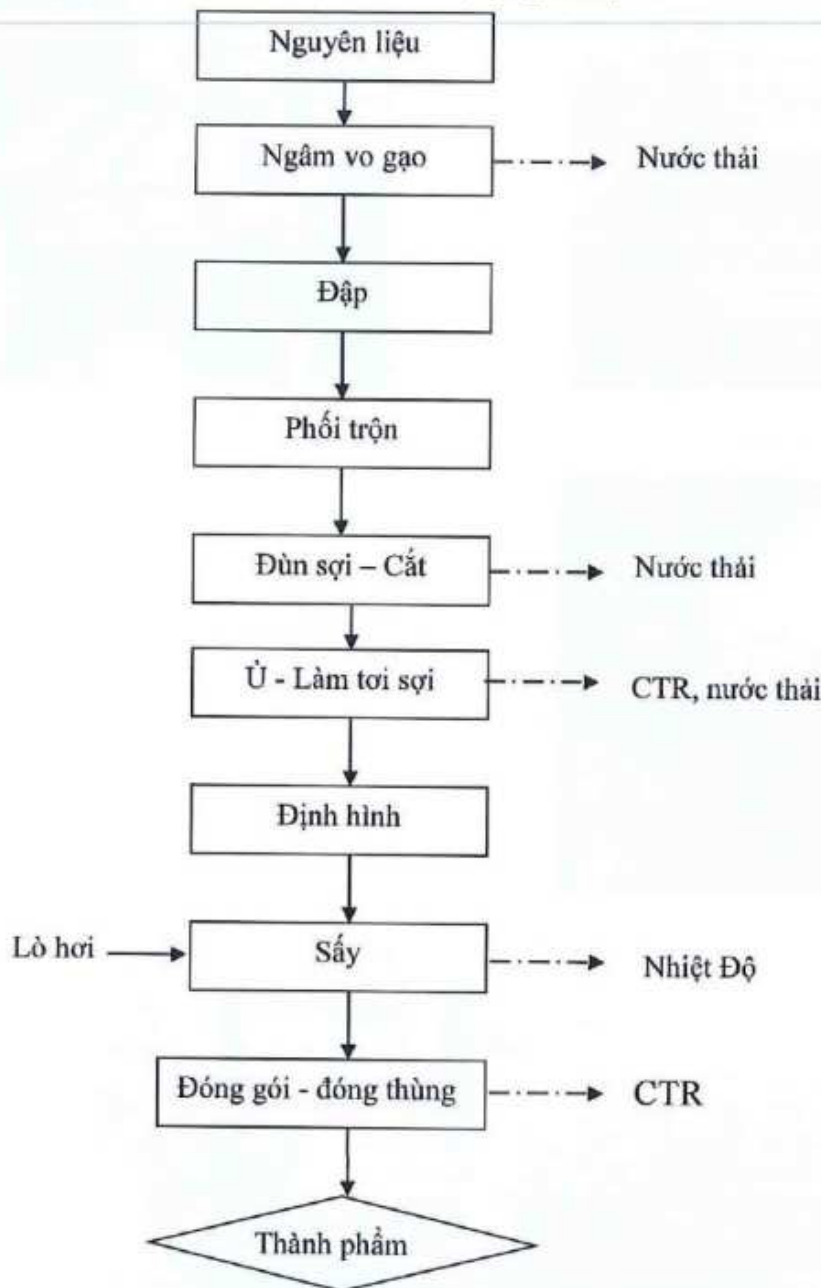 Nguyên liệu
Ngâm vo gạo
Nước thải
Đập
Phối trộn
Đùn sợi – Cắt
Nước thải
Ủ - Làm tơi sợi
CTR, nước thải
Định hình
Lò hơi
Sấy
Nhiệt Độ
Đóng gói - đóng thùng
CTR
Thành phẩm